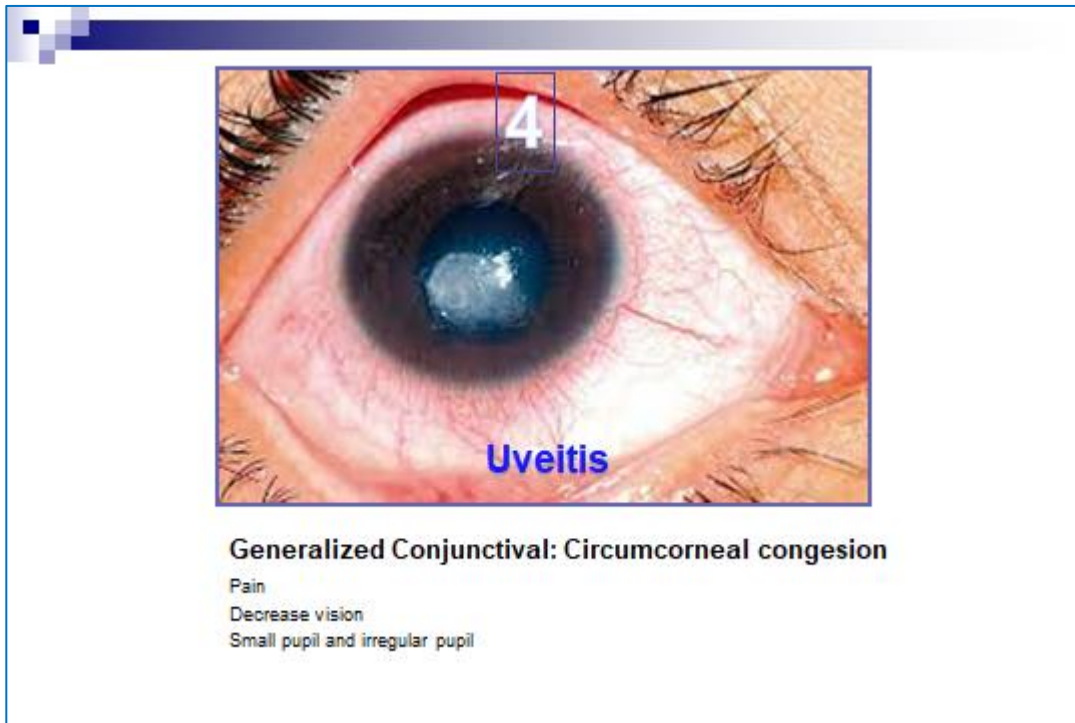 4
Uveitis
Generalized Conjunctival: Circumcorneal congesion
Pain
Decrease vision
Small pupil and irregular pupil